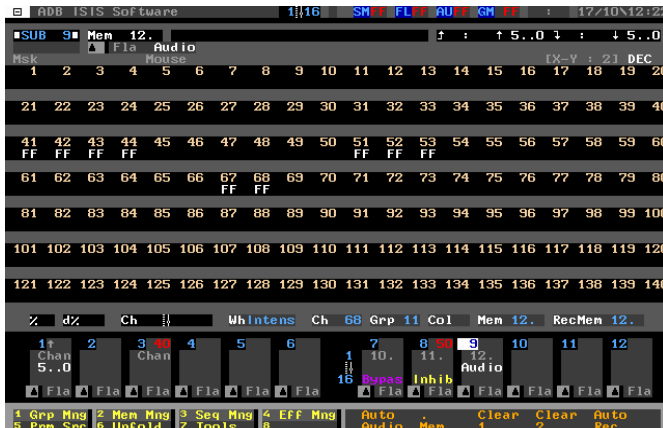 ADB ISIS Software 1 16 SMFF FLFF AUFF GM FF : 17/10\12:2
SUB 9 Mem 12. : ↑ 5..0 : ↓ 5..0
Fla Audio
Msk Mouse [X-Y : 2] DEC
1 2 3 4 5 6 7 8 9 10 11 12 13 14 15 16 17 18 19 20
21 22 23 24 25 26 27 28 29 30 31 32 33 34 35 36 37 38 39 4
41 42 43 44 45 46 47 48 49 50 51 52 53 54 55 56 57 58 59 6
FF FF FF FF FF FF FF
61 62 63 64 65 66 67 68 69 70 71 72 73 74 75 76 77 78 79 8
FF FF
81 82 83 84 85 86 87 88 89 90 91 92 93 94 95 96 97 98 99 100
101 102 103 104 105 106 107 108 109 110 111 112 113 114 115 116 117 118 119 120
121 122 123 124 125 126 127 128 129 130 131 132 133 134 135 136 137 138 139 140
% d% Ch WhIntens Ch 68 Grp 11 Col Mem 12. RecMem 12.
1↑ 2 3 40 4 5 6 7 8 50 9 10 11 12
Chan Chan 1 10. 11. 12.
5..0 Audio
16 Bypas Inhib
Fla Fla Fla Fla Fla Fla Fla Fla Fla Fla Fla Fla
1 Grp Mng 2 Mem Mng 3 Seq Mng 4 Eff Mng Auto . Clear Clear Auto
5 Prm Src 6 Unfold 7 Tools 8 Audio Mem 1 2 Rec